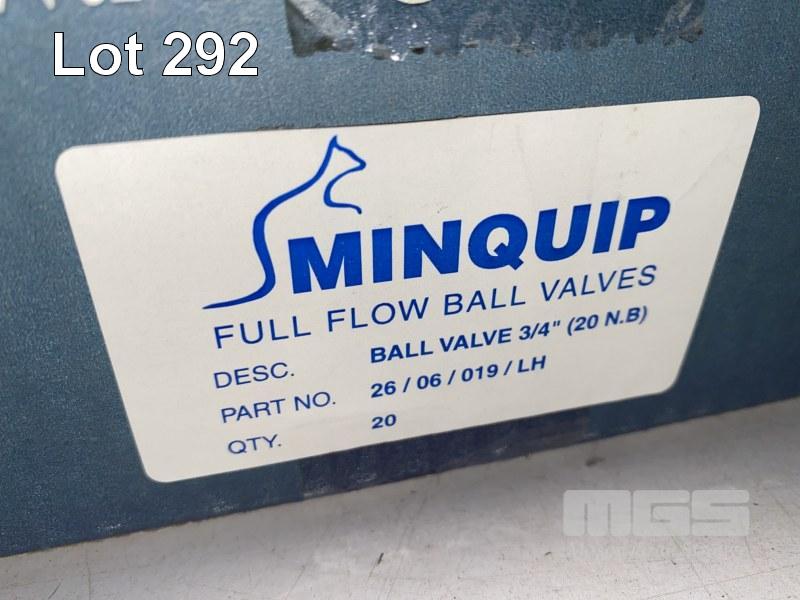 Lot 292
MINQUIP
FULL FLOW BALL VALVES
DESC. BALL VALVE 3/4" (20 N.B)
PART NO. 26 / 06 / 019 / LH
QTY. 20
MGS